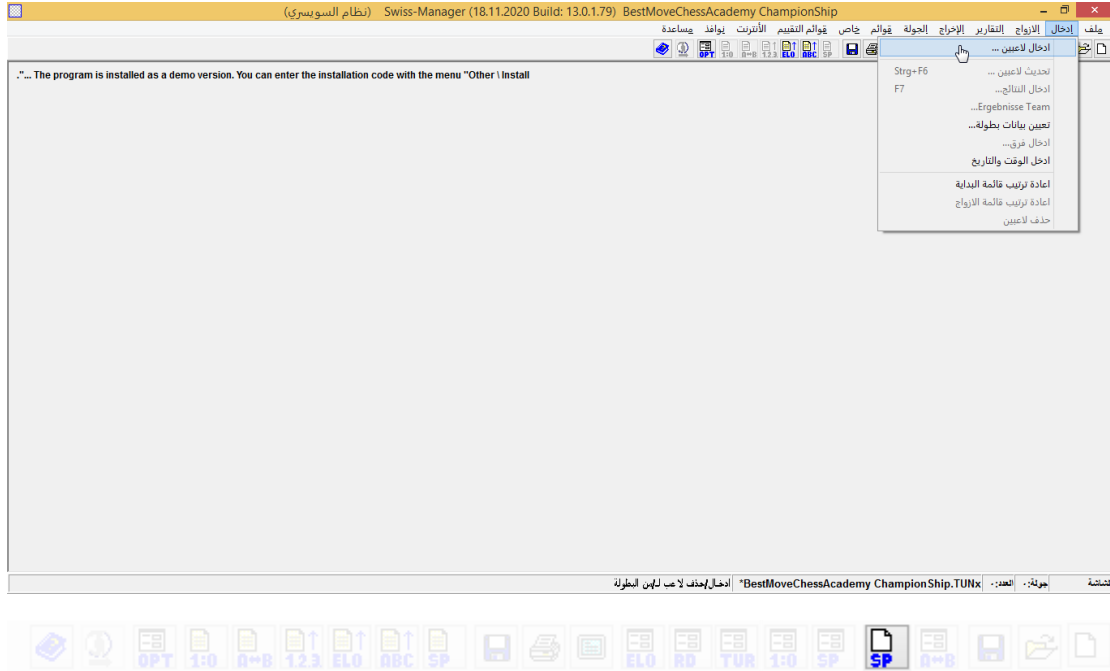 Swiss-Manager (18.11.2020 Build: 13.0.1.79) BestMoveChessAcademy ChampionShip (نظام السويسري)
ملف إدخال الازواج التقارير الإخراج الجولة قوائم خاص قوائم التقييم الأنترنت نوافذ مساعدة
OPT 1:0 A↔B 1.2.3. ELO ABC SP
."... The program is installed as a demo version. You can enter the installation code with the menu "Other \ Install
ادخال لاعبين ...
تحديث لاعبين ... Strg+F6
ادخال النتائج... F7
...Ergebnisse Team
تعيين بيانات بطولة...
ادخال فرق...
ادخل الوقت والتاريخ
اعادة ترتيب قائمة البداية
اعادة ترتيب قائمة الازواج
حذف لاعبين
جولة:٠ العدد:٠ BestMoveChessAcademy ChampionShip.TUNx* ادخال/حذف لاعب لـ/من البطولة
OPT 1:0 A↔B 1.2.3. ELO ABC SP ELO RD TUR 1:0 SP SP A↔B